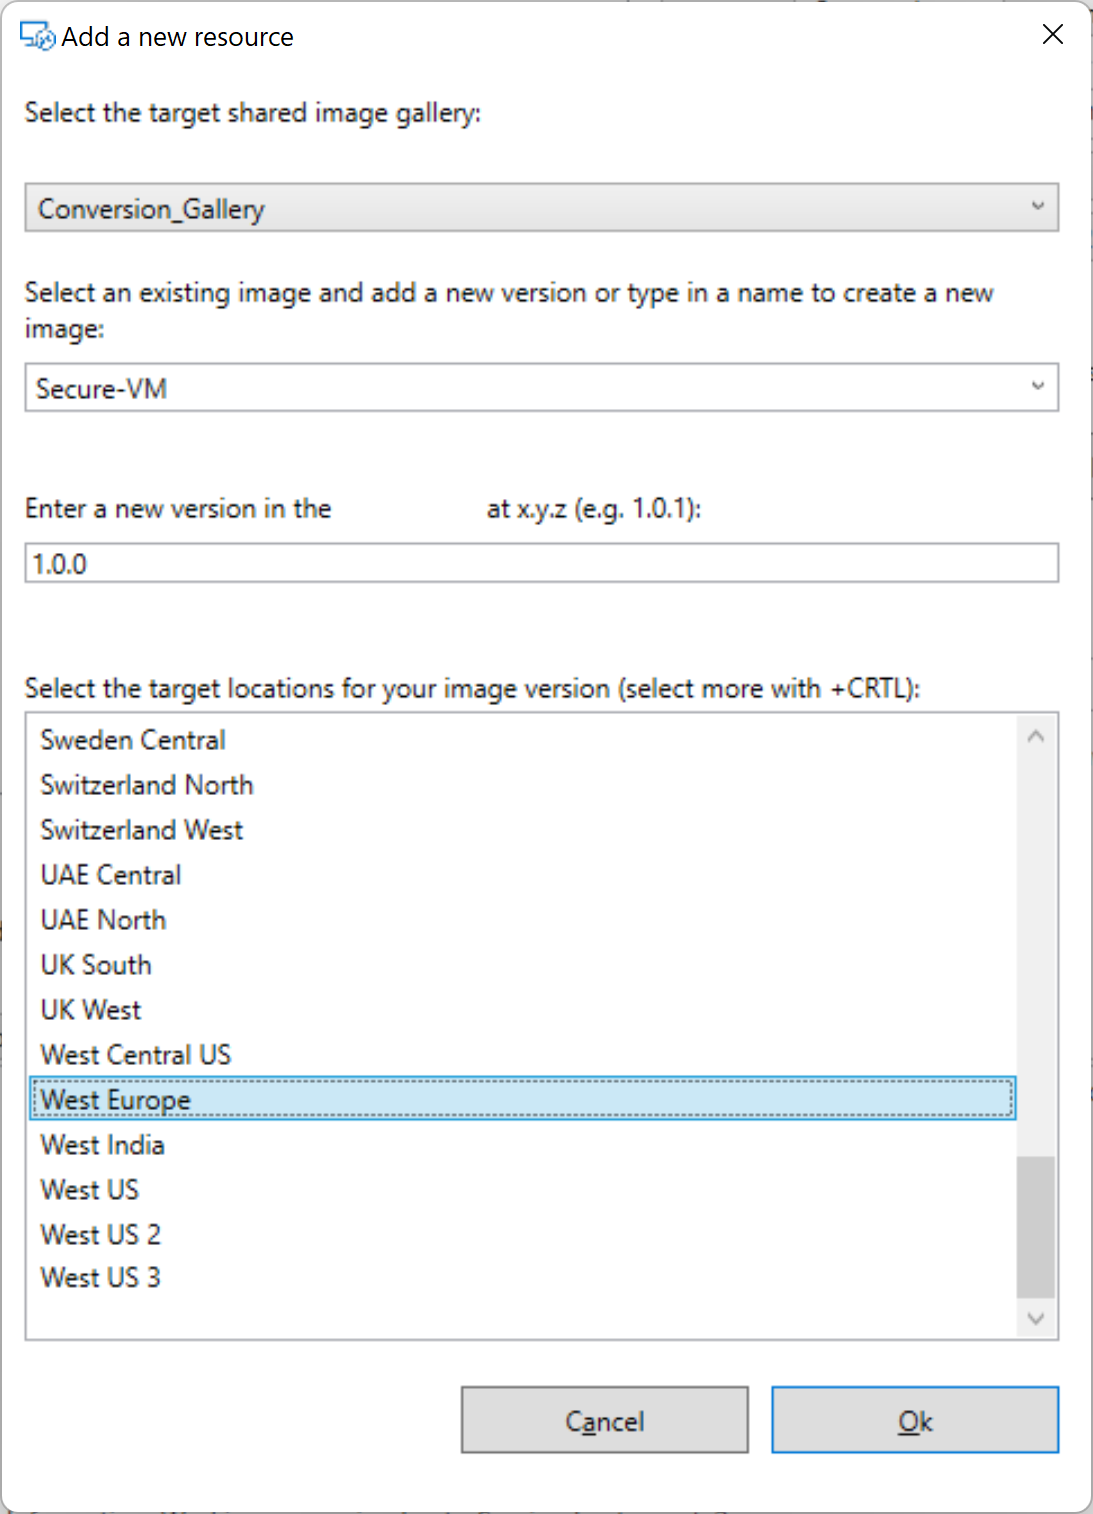 Add a new resource
Select the target shared image gallery:
Conversion_Gallery
Select an existing image and add a new version or type in a name to create a new
image:
Secure-VM
Enter a new version in the at x.y.z (e.g. 1.0.1):
1.0.0
Select the target locations for your image version (select more with +CRTL):
Sweden Central
Switzerland North
Switzerland West
UAE Central
UAE North
UK South
UK West
West Central US
West Europe
West India
West US
West US 2
West US 3
Cancel
Ok